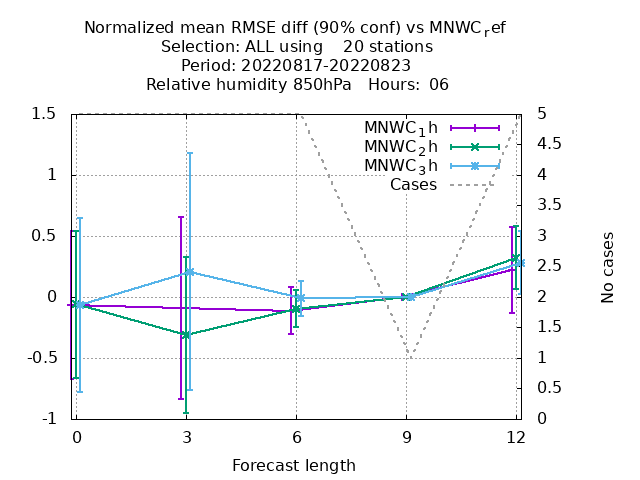 Normalized mean RMSE diff (90% conf) vs MNWC_ref
Selection: ALL using    20 stations
Period: 20220817-20220823
Relative humidity 850hPa   Hours:  06
MNWC_1h
MNWC_2h
MNWC_3h
Cases
1.5
1
0.5
0
-0.5
-1
5
4.5
4
3.5
3
2.5
2
1.5
1
0.5
0
No cases
0 3 6 9 12
Forecast length